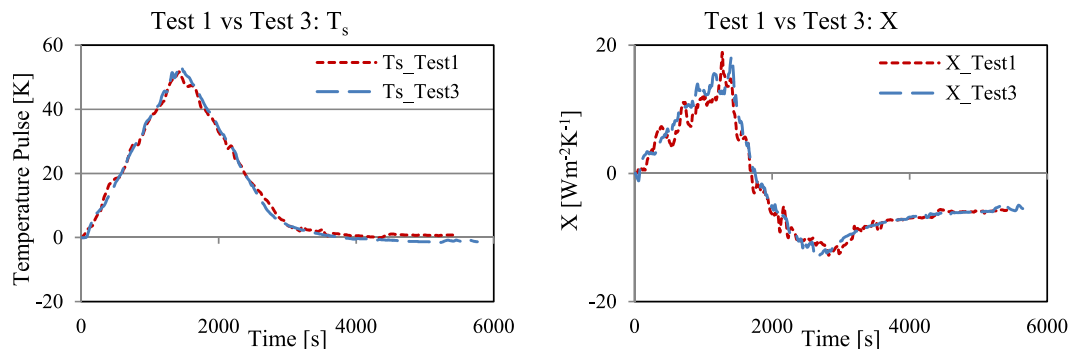 Test 1 vs Test 3: Tₛ
60
40
20
0
-20
Temperature Pulse [K]
Ts_Test1
Ts_Test3
0
2000
4000
6000
Time [s]
Test 1 vs Test 3: X
20
0
-20
X [Wm⁻²K⁻¹]
X_Test1
X_Test3
0
2000
4000
6000
Time [s]